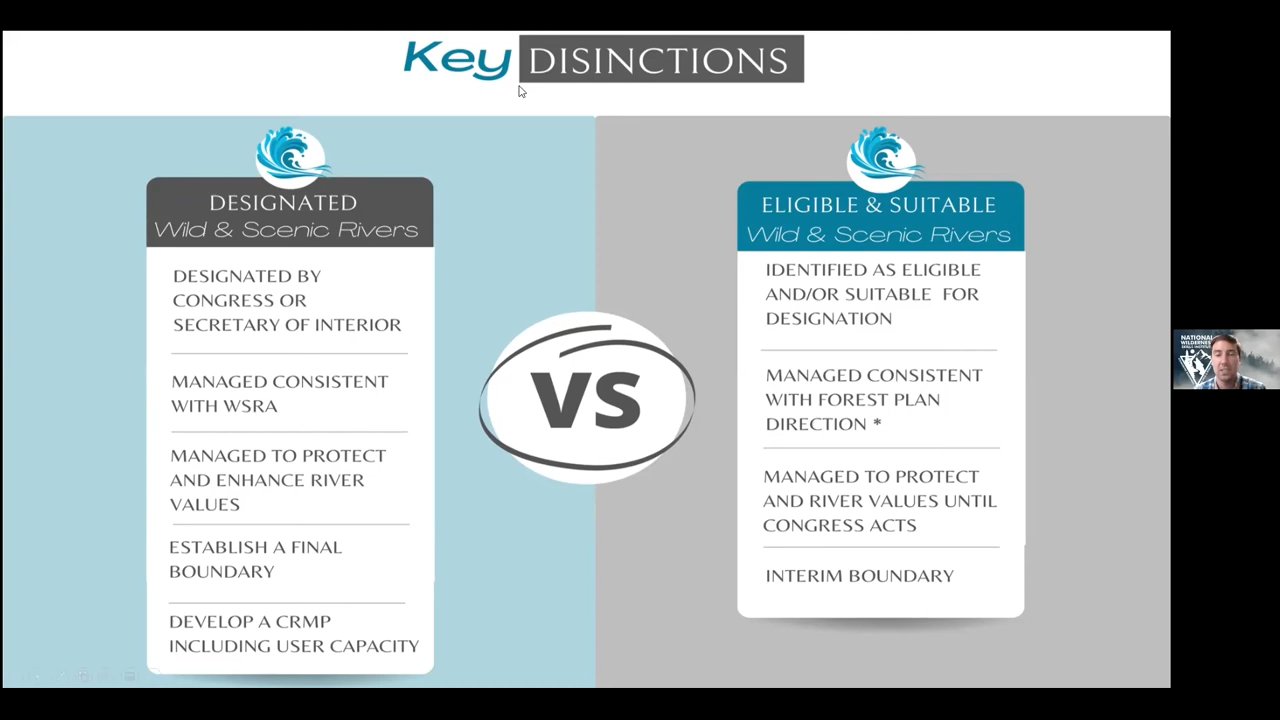 Key DISINCTIONS
DESIGNATED
Wild & Scenic Rivers
DESIGNATED BY
CONGRESS OR
SECRETARY OF INTERIOR
MANAGED CONSISTENT
WITH WSRA
MANAGED TO PROTECT
AND ENHANCE RIVER
VALUES
ESTABLISH A FINAL
BOUNDARY
DEVELOP A CRMP
INCLUDING USER CAPACITY
VS
ELIGIBLE & SUITABLE
Wild & Scenic Rivers
IDENTIFIED AS ELIGIBLE
AND/OR SUITABLE FOR
DESIGNATION
MANAGED CONSISTENT
WITH FOREST PLAN
DIRECTION *
MANAGED TO PROTECT
AND RIVER VALUES UNTIL
CONGRESS ACTS
INTERIM BOUNDARY
NATIONAL